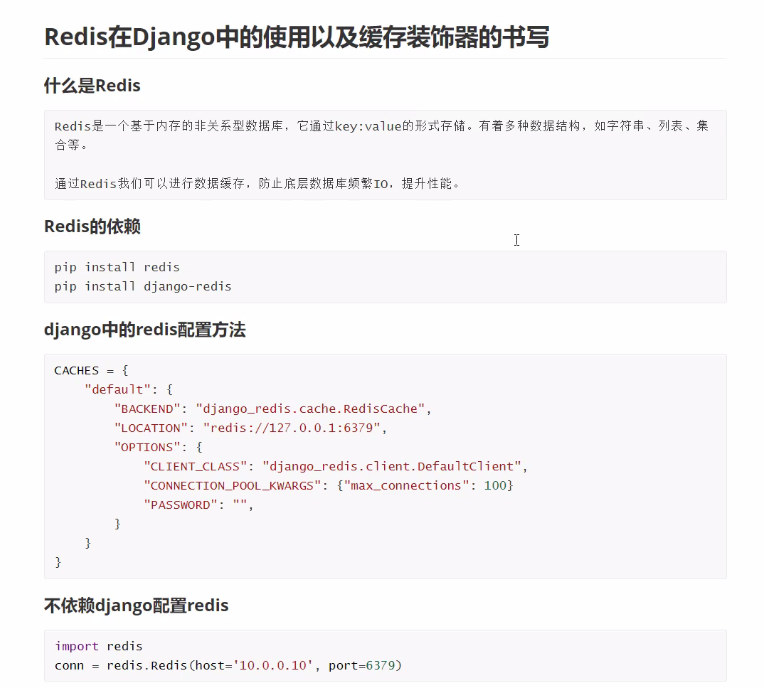 Redis在Django中的使用以及缓存装饰器的书写
什么是Redis
Redis是一个基于内存的非关系型数据库，它通过key:value的形式存储。有着多种数据结构，如字符串、列表、集
合等。
通过Redis我们可以进行数据缓存，防止底层数据库频繁IO，提升性能。
Redis的依赖
pip install redis
pip install django-redis
django中的redis配置方法
CACHES = {
    "default": {
        "BACKEND": "django_redis.cache.RedisCache",
        "LOCATION": "redis://127.0.0.1:6379",
        "OPTIONS": {
            "CLIENT_CLASS": "django_redis.client.DefaultClient",
            "CONNECTION_POOL_KWARGS": {"max_connections": 100}
            "PASSWORD": "",
        }
    }
}
不依赖django配置redis
import redis
conn = redis.Redis(host='10.0.0.10', port=6379)